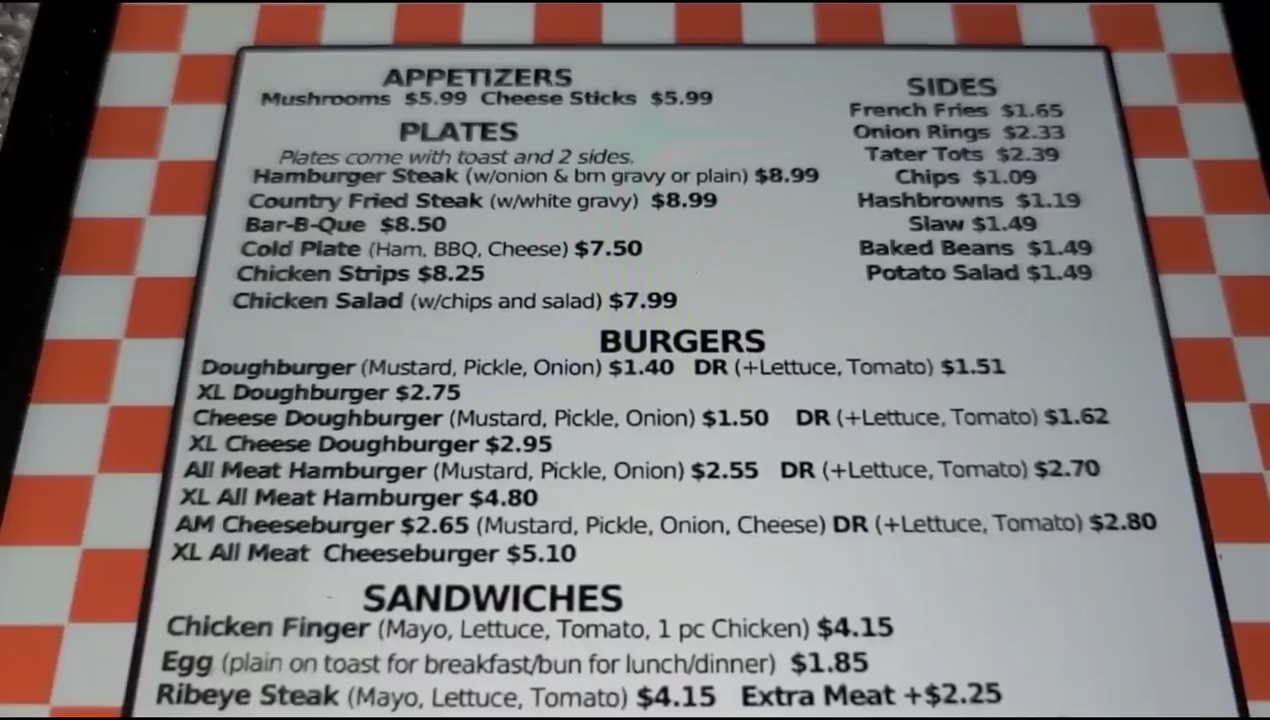 APPETIZERS
Mushrooms $5.99 Cheese Sticks $5.99
PLATES
Plates come with toast and 2 sides.
Hamburger Steak (w/onion & brn gravy or plain) $8.99
Country Fried Steak (w/white gravy) $8.99
Bar-B-Que $8.50
Cold Plate (Ham, BBQ, Cheese) $7.50
Chicken Strips $8.25
Chicken Salad (w/chips and salad) $7.99
SIDES
French Fries $1.65
Onion Rings $2.33
Tater Tots $2.39
Chips $1.09
Hashbrowns $1.19
Slaw $1.49
Baked Beans $1.49
Potato Salad $1.49
BURGERS
Doughburger (Mustard, Pickle, Onion) $1.40 DR (+Lettuce, Tomato) $1.51
XL Doughburger $2.75
Cheese Doughburger (Mustard, Pickle, Onion) $1.50 DR (+Lettuce, Tomato) $1.62
XL Cheese Doughburger $2.95
All Meat Hamburger (Mustard, Pickle, Onion) $2.55 DR (+Lettuce, Tomato) $2.70
XL All Meat Hamburger $4.80
AM Cheeseburger $2.65 (Mustard, Pickle, Onion, Cheese) DR (+Lettuce, Tomato) $2.80
XL All Meat Cheeseburger $5.10
SANDWICHES
Chicken Finger (Mayo, Lettuce, Tomato, 1 pc Chicken) $4.15
Egg (plain on toast for breakfast/bun for lunch/dinner) $1.85
Ribeye Steak (Mayo, Lettuce, Tomato) $4.15 Extra Meat +$2.25